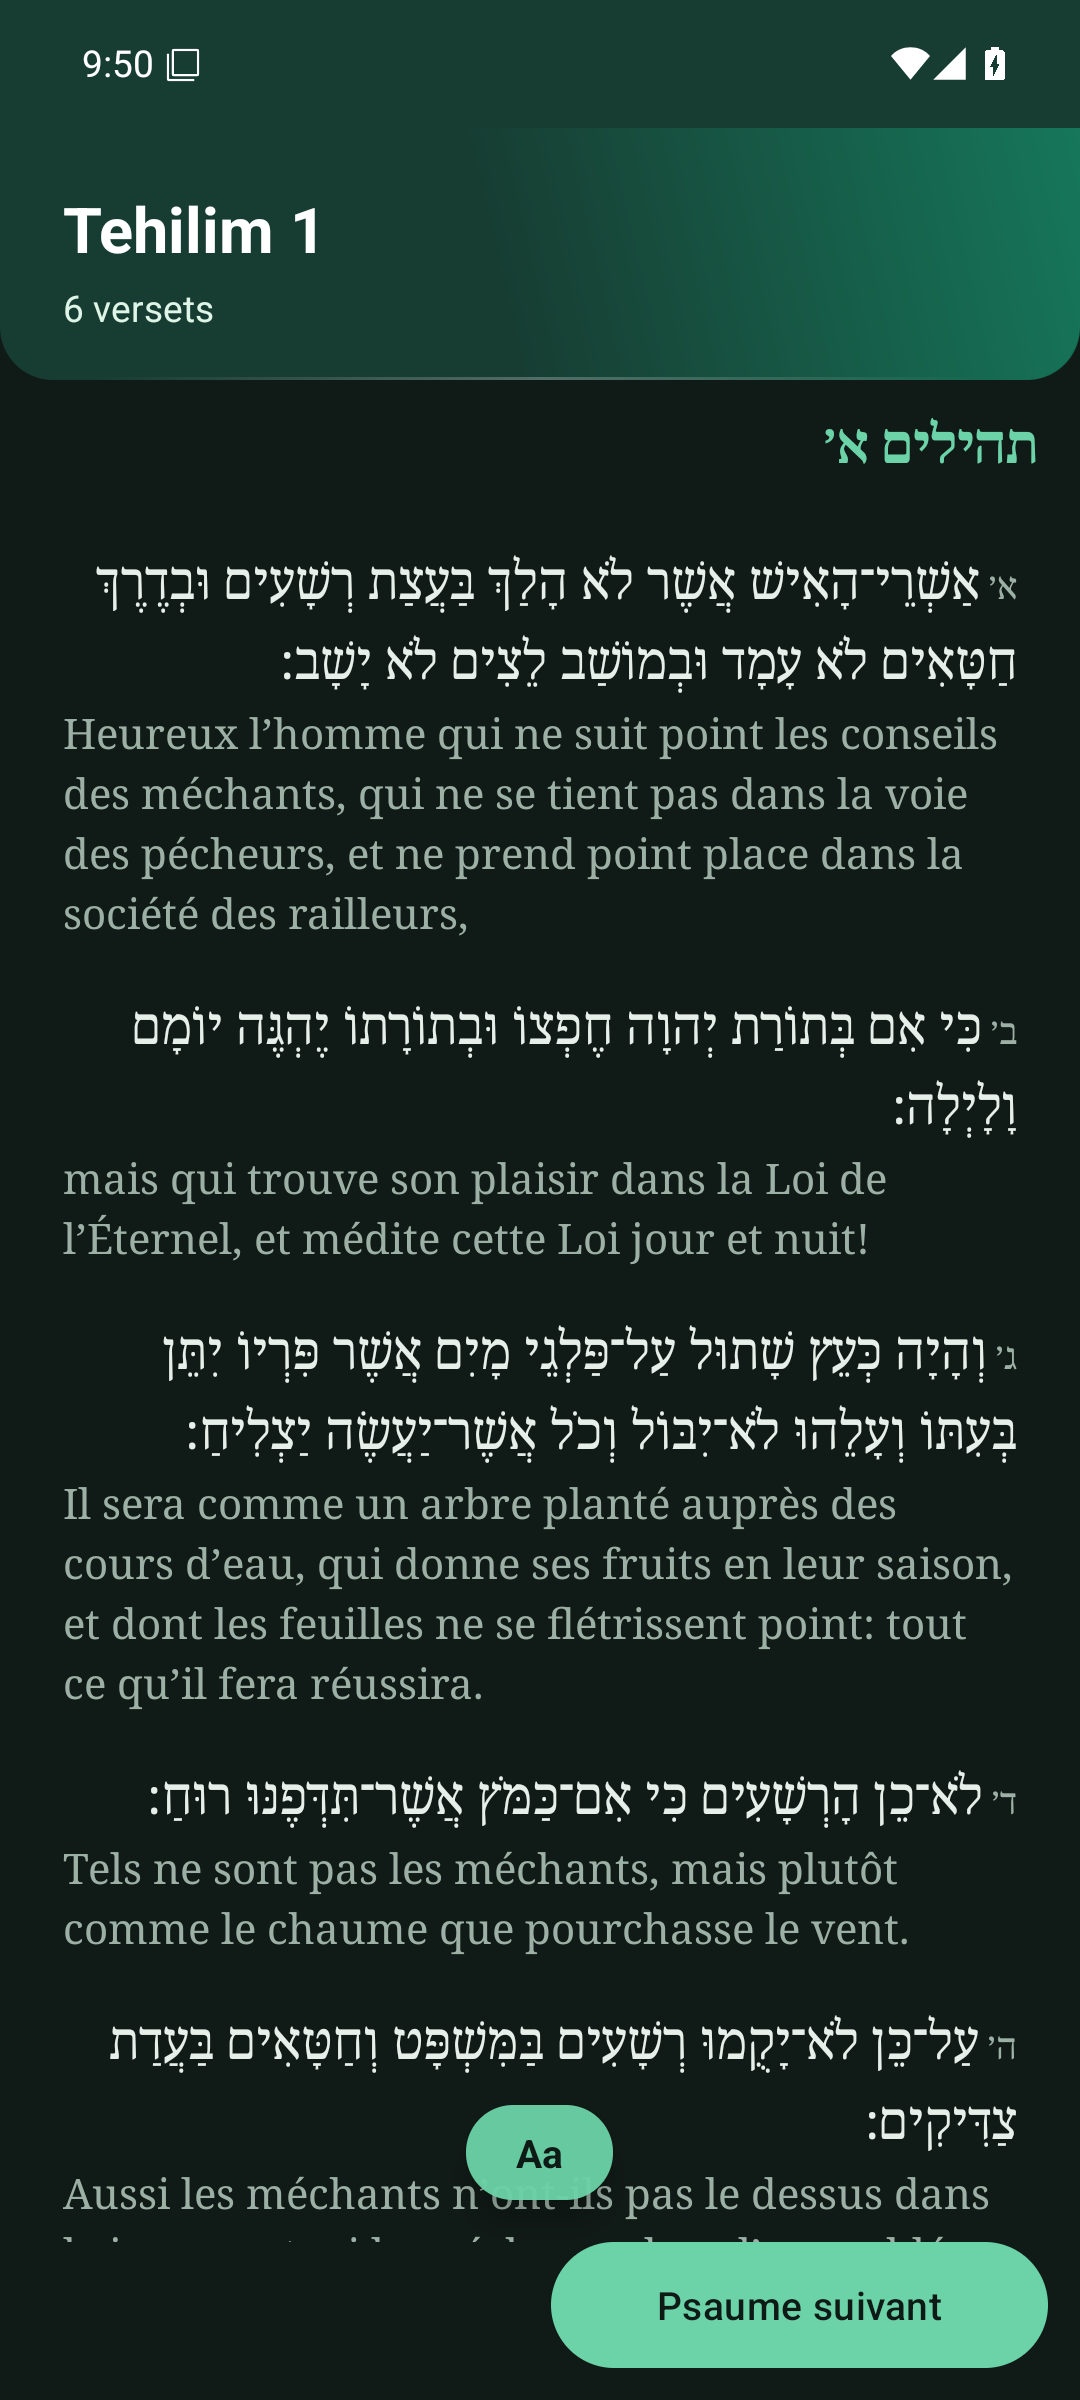 9:50
Tehilim 1
6 versets
תהילים א’
א’ אַשְׁרֵי־הָאִישׁ אֲשֶׁר לֹא הָלַךְ בַּעֲצַת רְשָׁעִים וּבְדֶרֶךְ
חַטָּאִים לֹא עָמָד וּבְמוֹשַׁב לֵצִים לֹא יָשָׁב:
Heureux l’homme qui ne suit point les conseils
des méchants, qui ne se tient pas dans la voie
des pécheurs, et ne prend point place dans la
société des railleurs,
ב’ כִּי אִם בְּתוֹרַת יְהוָה חֶפְצוֹ וּבְתוֹרָתוֹ יֶהְגֶּה יוֹמָם
וָלָיְלָה:
mais qui trouve son plaisir dans la Loi de
l’Éternel, et médite cette Loi jour et nuit!
ג’ וְהָיָה כְּעֵץ שָׁתוּל עַל־פַּלְגֵי מָיִם אֲשֶׁר פִּרְיוֹ יִתֵּן
בְּעִתּוֹ וְעָלֵהוּ לֹא־יִבּוֹל וְכֹל אֲשֶׁר־יַעֲשֶׂה יַצְלִיחַ:
Il sera comme un arbre planté auprès des
cours d’eau, qui donne ses fruits en leur saison,
et dont les feuilles ne se flétrissent point: tout
ce qu’il fera réussira.
ד’ לֹא־כֵן הָרְשָׁעִים כִּי אִם־כַּמֹּץ אֲשֶׁר־תִּדְּפֶנּוּ רוּחַ:
Tels ne sont pas les méchants, mais plutôt
comme le chaume que pourchasse le vent.
ה’ עַל־כֵּן לֹא־יָקֻמוּ רְשָׁעִים בַּמִּשְׁפָּט וְחַטָּאִים בַּעֲדַת
צַדִּיקִים:
Aa
Aussi les méchants n’ont-ils pas le dessus dans
Psaume suivant